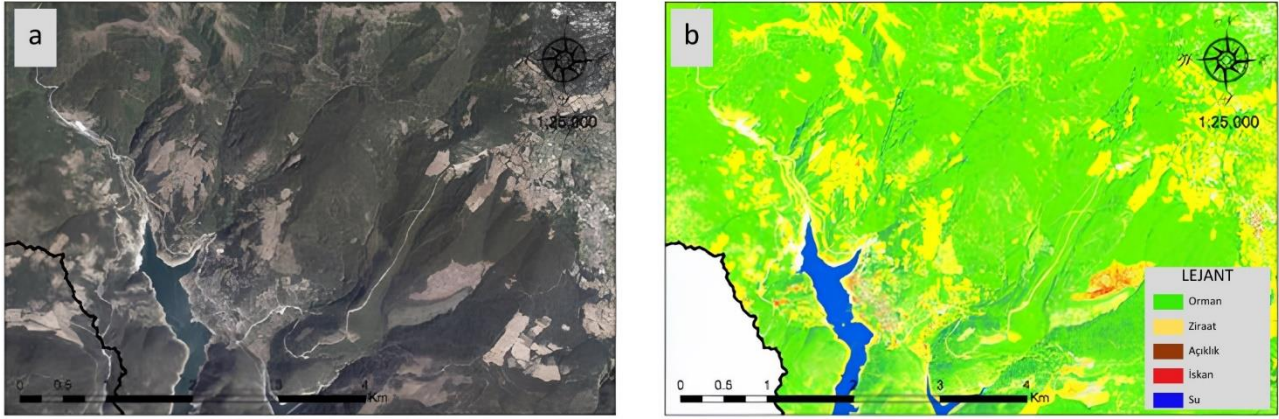 a
1:25.000
0 0.5 1 2 3 4
Km
b
1:25.000
LEJANT
Orman
Ziraat
Açıklık
İskan
Su
0 0.5 1 2 3 4
Km